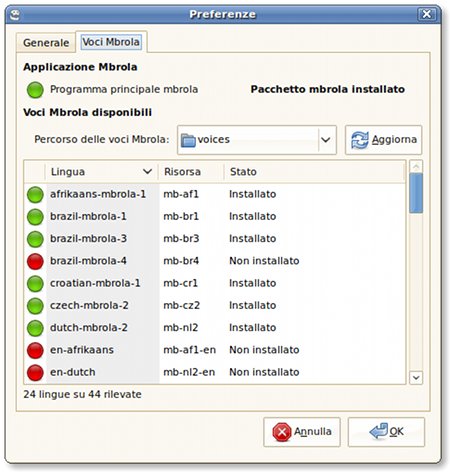 Preferenze
Generale Voci Mbrola
Applicazione Mbrola
Programma principale mbrola Pacchetto mbrola installato
Voci Mbrola disponibili
Percorso delle voci Mbrola: voices Aggiorna
Lingua Risorsa Stato
afrikaans-mbrola-1 mb-af1 Installato
brazil-mbrola-1 mb-br1 Installato
brazil-mbrola-3 mb-br3 Installato
brazil-mbrola-4 mb-br4 Non installato
croatian-mbrola-1 mb-cr1 Installato
czech-mbrola-2 mb-cz2 Installato
dutch-mbrola-2 mb-nl2 Installato
en-afrikaans mb-af1-en Non installato
en-dutch mb-nl2-en Non installato
24 lingue su 44 rilevate
Annulla OK